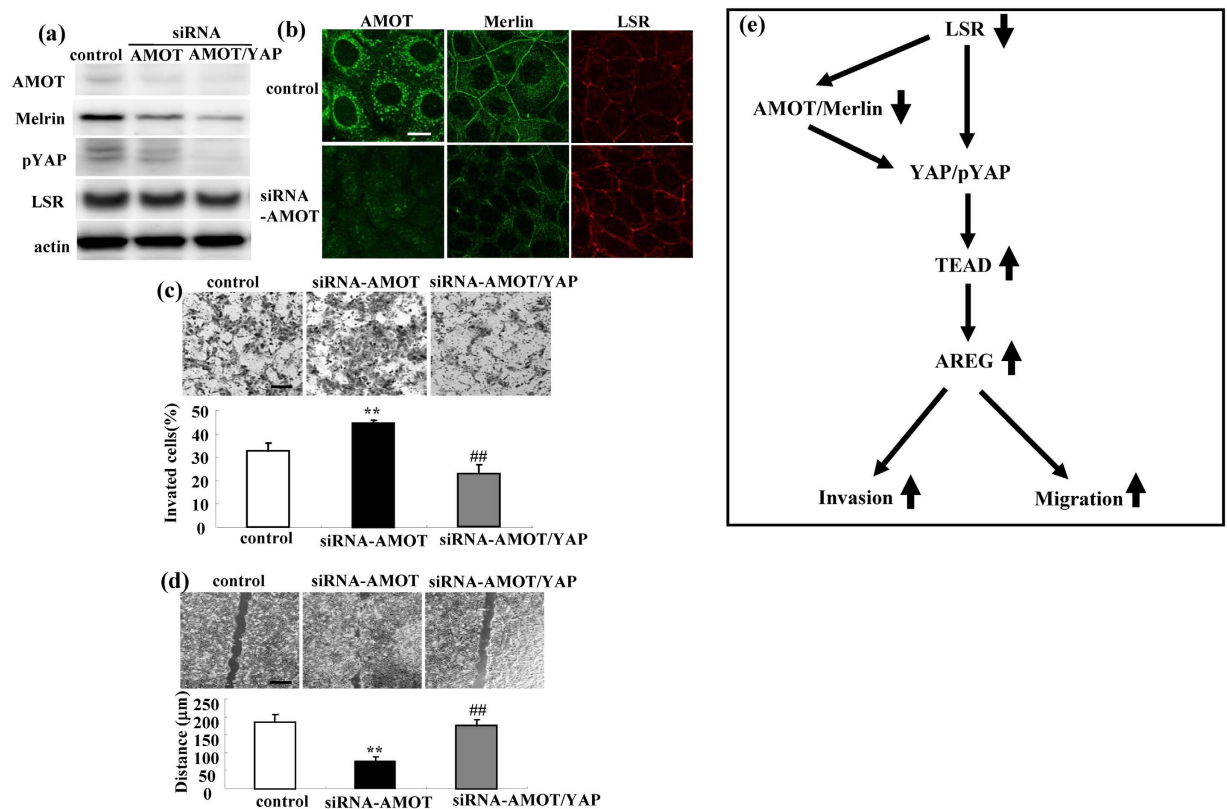 (a)
siRNA
control AMOT AMOT/YAP
AMOT
Melrin
pYAP
LSR
actin
(b)
AMOT Merlin LSR
control
siRNA
-AMOT
(c)
control siRNA-AMOT siRNA-AMOT/YAP
Invated cells(%)
50
40
30
20
10
0
**
##
control siRNA-AMOT siRNA-AMOT/YAP
(d)
control siRNA-AMOT siRNA-AMOT/YAP
Distance (μm)
250
200
150
100
50
0
**
##
control siRNA-AMOT siRNA-AMOT/YAP
(e)
LSR
AMOT/Merlin
YAP/pYAP
TEAD
AREG
Invasion Migration